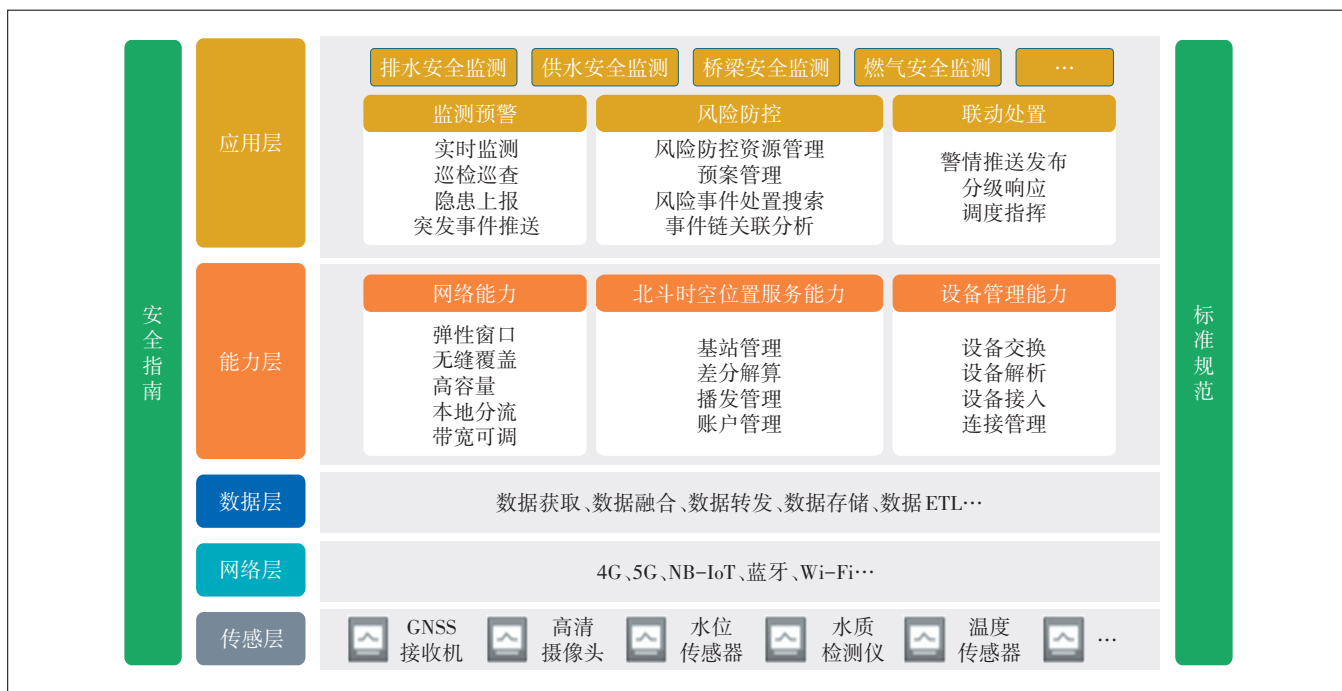 安全指南
应用层
排水安全监测
供水安全监测
桥梁安全监测
燃气安全监测
…
监测预警
实时监测
巡检巡查
隐患上报
突发事件推送
风险防控
风险防控资源管理
预案管理
风险事件处置搜索
事件链关联分析
联动处置
警情推送发布
分级响应
调度指挥
能力层
网络能力
弹性窗口
无缝覆盖
高容量
本地分流
带宽可调
北斗时空位置服务能力
基站管理
差分解算
播发管理
账户管理
设备管理能力
设备交换
设备解析
设备接入
连接管理
数据层
数据获取、数据融合、数据转发、数据存储、数据ETL…
网络层
4G、5G、NB-IoT、蓝牙、Wi-Fi…
传感层
GNSS
接收机
高清
摄像头
水位
传感器
水质
检测仪
温度
传感器
…
标准规范